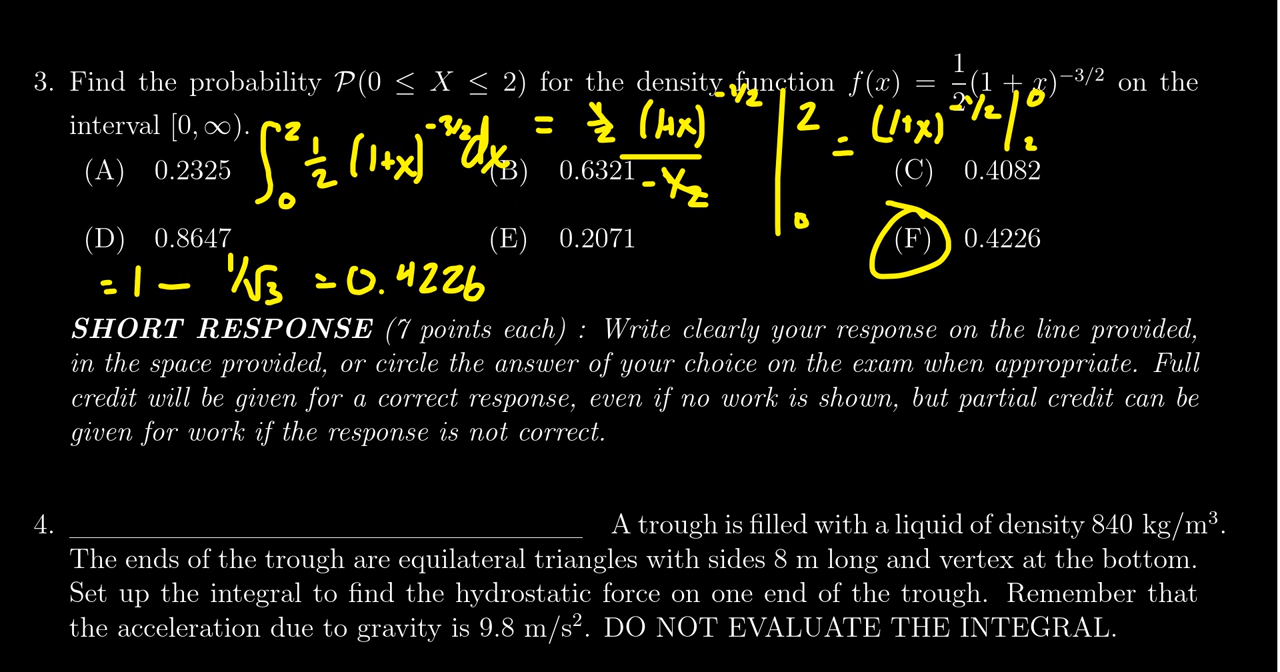 3. Find the probability P(0 ≤ X ≤ 2) for the density function f(x) = 1/2(1 + x)^{-3/2} on the
interval [0, ∞).
∫_0^2 1/2 (1+x)^{-3/2} dx = 1/2 (1+x)^{-1/2} / -1/2 |_0^2 = (1+x)^{-1/2} |_2^0
(A) 0.2325 (B) 0.6321 (C) 0.4082
(D) 0.8647 (E) 0.2071 (F) 0.4226
= 1 - 1/√3 = 0.4226
SHORT RESPONSE (7 points each) : Write clearly your response on the line provided,
in the space provided, or circle the answer of your choice on the exam when appropriate. Full
credit will be given for a correct response, even if no work is shown, but partial credit can be
given for work if the response is not correct.
4. ______________________ A trough is filled with a liquid of density 840 kg/m³.
The ends of the trough are equilateral triangles with sides 8 m long and vertex at the bottom.
Set up the integral to find the hydrostatic force on one end of the trough. Remember that
the acceleration due to gravity is 9.8 m/s². DO NOT EVALUATE THE INTEGRAL.